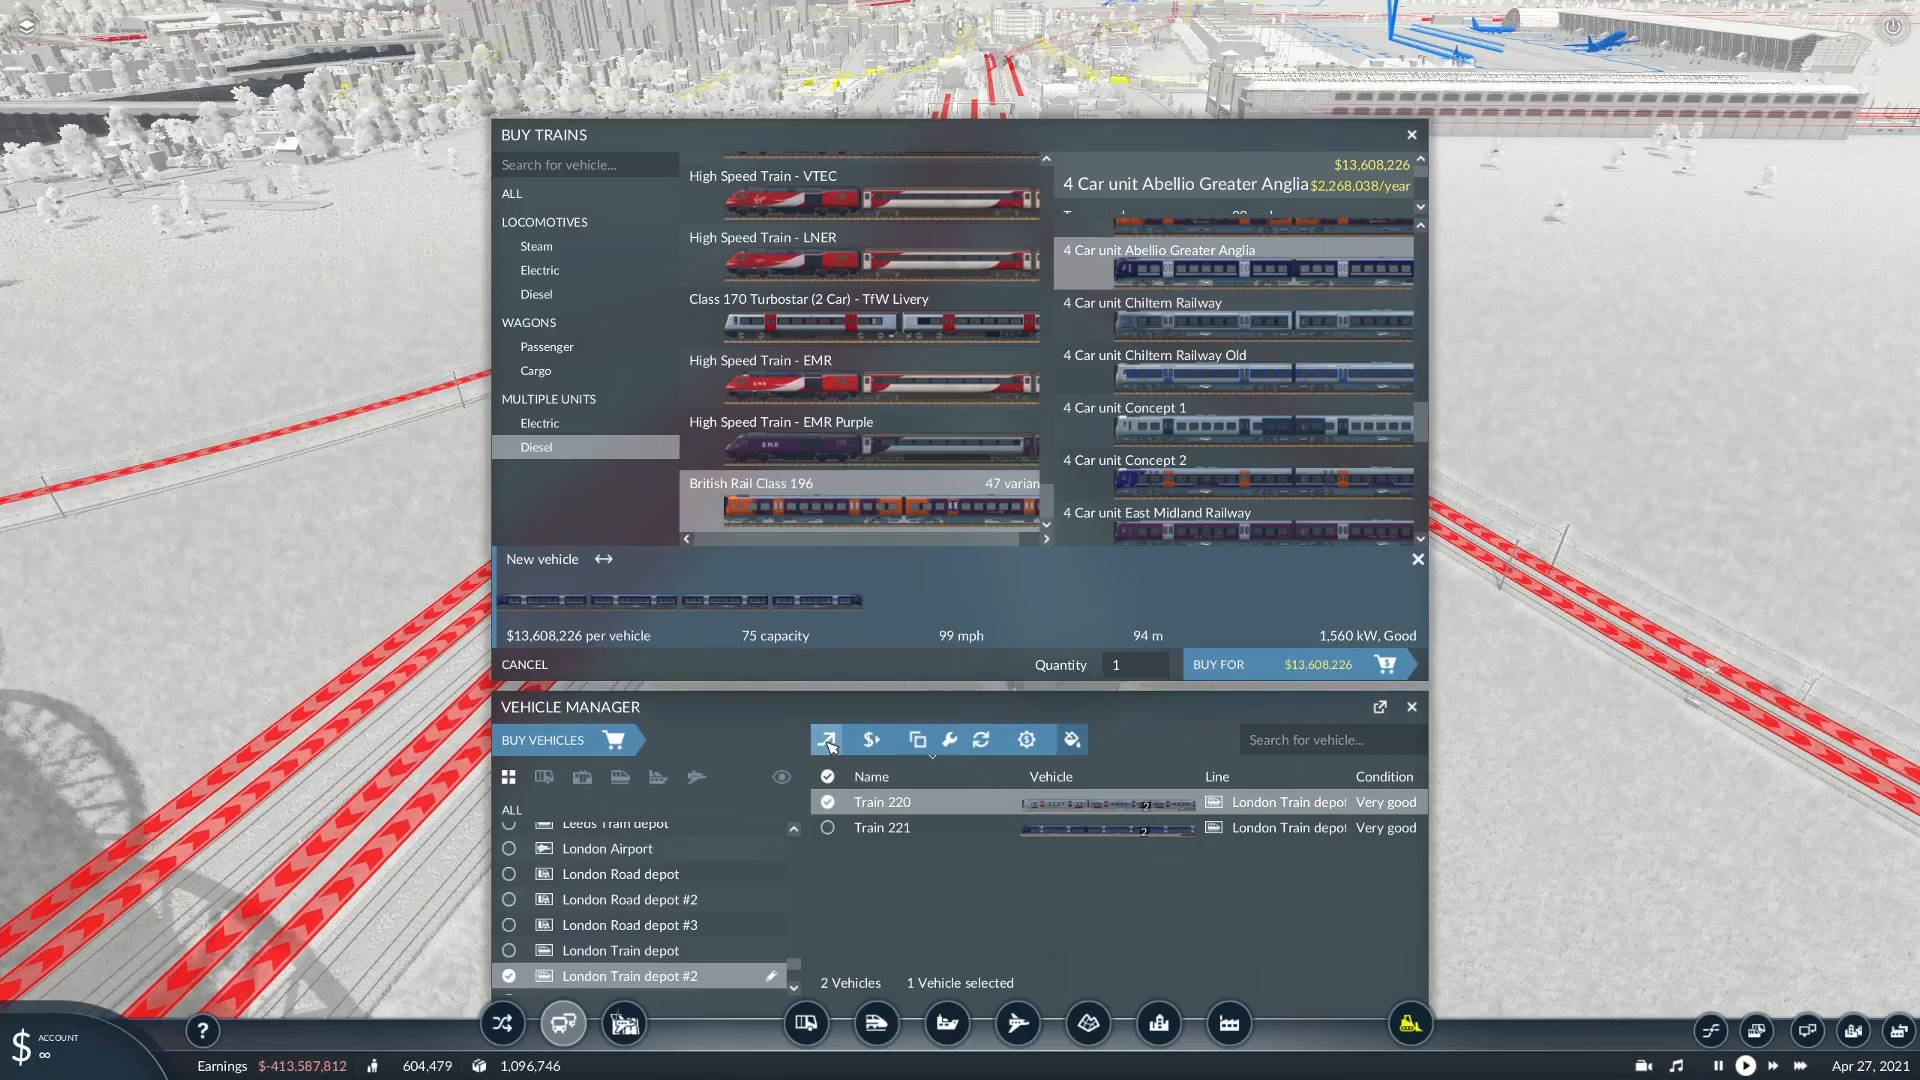 BUY TRAINS
Search for vehicle...
ALL
LOCOMOTIVES
Steam
Electric
Diesel
WAGONS
Passenger
Cargo
MULTIPLE UNITS
Electric
Diesel
High Speed Train - VTEC
High Speed Train - LNER
Class 170 Turbostar (2 Car) - TfW Livery
High Speed Train - EMR
High Speed Train - EMR Purple
British Rail Class 196 47 varian
$13,608,226
4 Car unit Abellio Greater Anglia $2,268,038/year
4 Car unit Abellio Greater Anglia
4 Car unit Chiltern Railway
4 Car unit Chiltern Railway Old
4 Car unit Concept 1
4 Car unit Concept 2
4 Car unit East Midland Railway
New vehicle
$13,608,226 per vehicle 75 capacity 99 mph 94 m 1,560 kW, Good
CANCEL Quantity 1 BUY FOR $13,608,226
VEHICLE MANAGER
BUY VEHICLES
Search for vehicle...
ALL
Leeds Train depot
London Airport
London Road depot
London Road depot #2
London Road depot #3
London Train depot
London Train depot #2
Name Vehicle Line Condition
Train 220 2 London Train depot Very good
Train 221 2 London Train depot Very good
2 Vehicles 1 Vehicle selected
$ ACCOUNT
∞
?
Earnings $-413,587,812 604,479 1,096,746
Apr 27, 2021